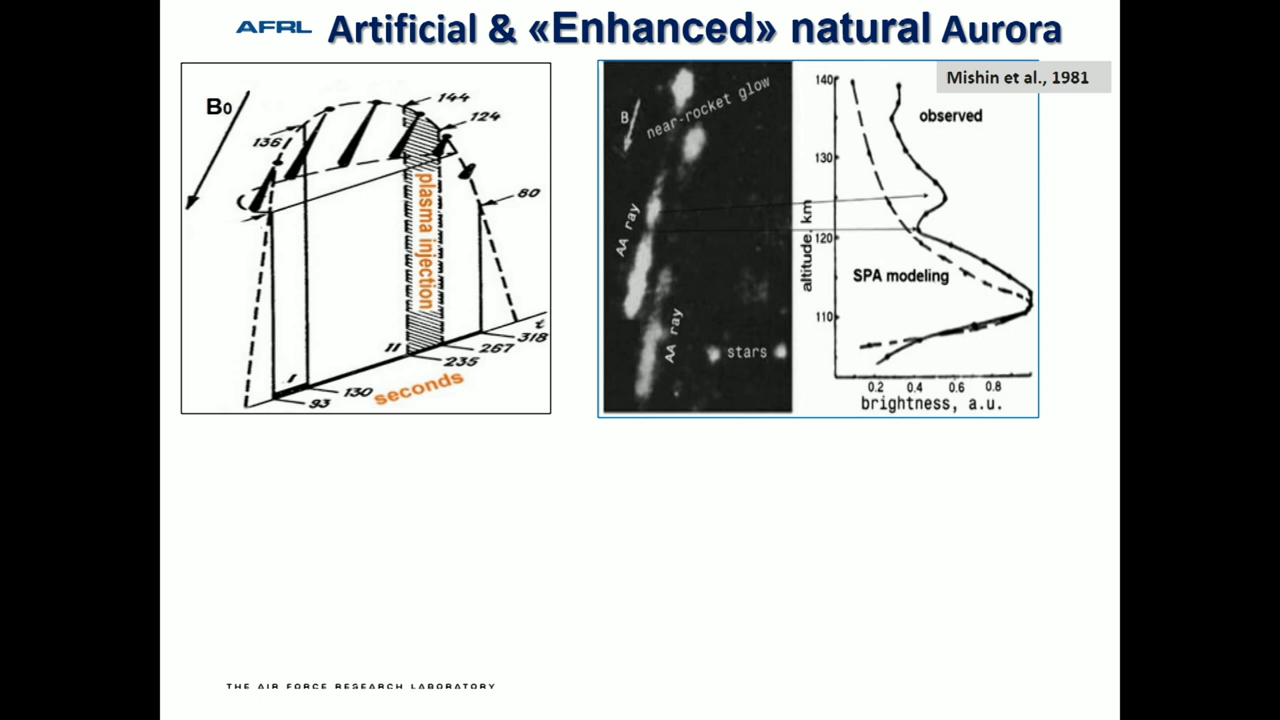 AFRL Artificial & «Enhanced» natural Aurora
Mishin et al., 1981
B0
144
124
136
80
plasma injection
t
I
II
93
130
235
267
318
seconds
B
near-rocket glow
AA ray
AA ray
stars
140
130
120
110
altitude, km
observed
SPA modeling
0.2 0.4 0.6 0.8
brightness, a.u.
THE AIR FORCE RESEARCH LABORATORY